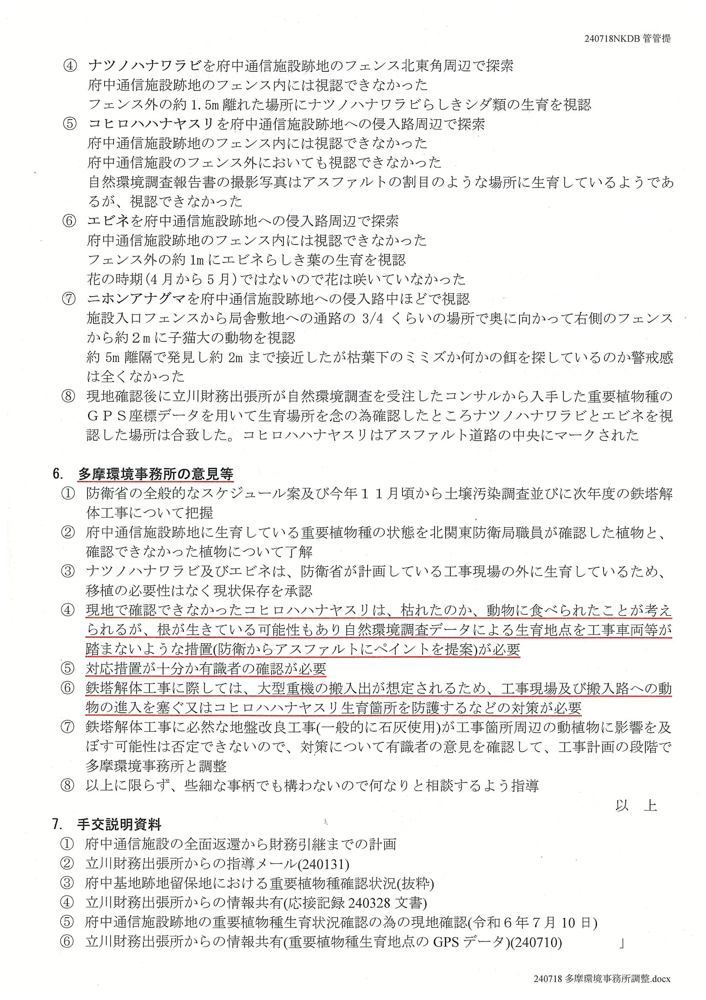 240718NKDB 管管提
④ ナツノハナワラビを府中通信施設跡地のフェンス北東角周辺で探索
府中通信施設跡地のフェンス内には視認できなかった
フェンス外の約 1.5m 離れた場所にナツノハナワラビらしきシダ類の生育を視認
⑤ コヒロハハナヤスリを府中通信施設跡地への侵入路周辺で探索
府中通信施設跡地のフェンス内には視認できなかった
府中通信施設のフェンス外においても視認できなかった
自然環境調査報告書の撮影写真はアスファルトの割目のような場所に生育しているようであ
るが、視認できなかった
⑥ エビネを府中通信施設跡地への侵入路周辺で探索
府中通信施設跡地のフェンス内には視認できなかった
フェンス外の約 1m にエビネらしき葉の生育を視認
花の時期(4 月から 5 月)ではないので花は咲いていなかった
⑦ ニホンアナグマを府中通信施設跡地への侵入路中ほどで視認
施設入口フェンスから局舎敷地への通路の 3/4 くらいの場所で奥に向かって右側のフェンス
から約２m に子猫大の動物を視認
約 5m 離隔で発見し約 2m まで接近したが枯葉下のミミズか何かの餌を探しているのか警戒感
は全くなかった
⑧ 現地確認後に立川財務出張所が自然環境調査を受注したコンサルから入手した重要植物種の
ＧＰＳ座標データを用いて生育場所を念の為確認したところナツノハナワラビとエビネを視
認した場所は合致した。コヒロハハナヤスリはアスファルト道路の中央にマークされた
6. 多摩環境事務所の意見等
① 防衛省の全般的なスケジュール案及び今年１１月頃から土壌汚染調査並びに次年度の鉄塔解
体工事について把握
② 府中通信施設跡地に生育している重要植物種の状態を北関東防衛局職員が確認した植物と、
確認できなかった植物について了解
③ ナツノハナワラビ及びエビネは、防衛省が計画している工事現場の外に生育しているため、
移植の必要性はなく現状保存を承認
④ 現地で確認できなかったコヒロハハナヤスリは、枯れたのか、動物に食べられたことが考え
られるが、根が生きている可能性もあり自然環境調査データによる生育地点を工事車両等が
踏まないような措置(防衛からアスファルトにペイントを提案)が必要
⑤ 対応措置が十分か有識者の確認が必要
⑥ 鉄塔解体工事に際しては、大型重機の搬入出が想定されるため、工事現場及び搬入路への動
物の進入を塞ぐ又はコヒロハハナヤスリ生育箇所を防護するなどの対策が必要
⑦ 鉄塔解体工事に必然な地盤改良工事(一般的に石灰使用)が工事箇所周辺の動植物に影響を及
ぼす可能性は否定できないので、対策について有識者の意見を確認して、工事計画の段階で
多摩環境事務所と調整
⑧ 以上に限らず、些細な事柄でも構わないので何なりと相談するよう指導
以 上
7. 手交説明資料
① 府中通信施設の全面返還から財務引継までの計画
② 立川財務出張所からの指導メール(240131)
③ 府中基地跡地留保地における重要植物種確認状況(抜粋)
④ 立川財務出張所からの情報共有(応接記録 240328 文書)
⑤ 府中通信施設跡地の重要植物種生育状況確認の為の現地確認(令和６年７月 10 日)
⑥ 立川財務出張所からの情報共有(重要植物種生育地点の GPS データ)(240710) 」
240718 多摩環境事務所調整.docx